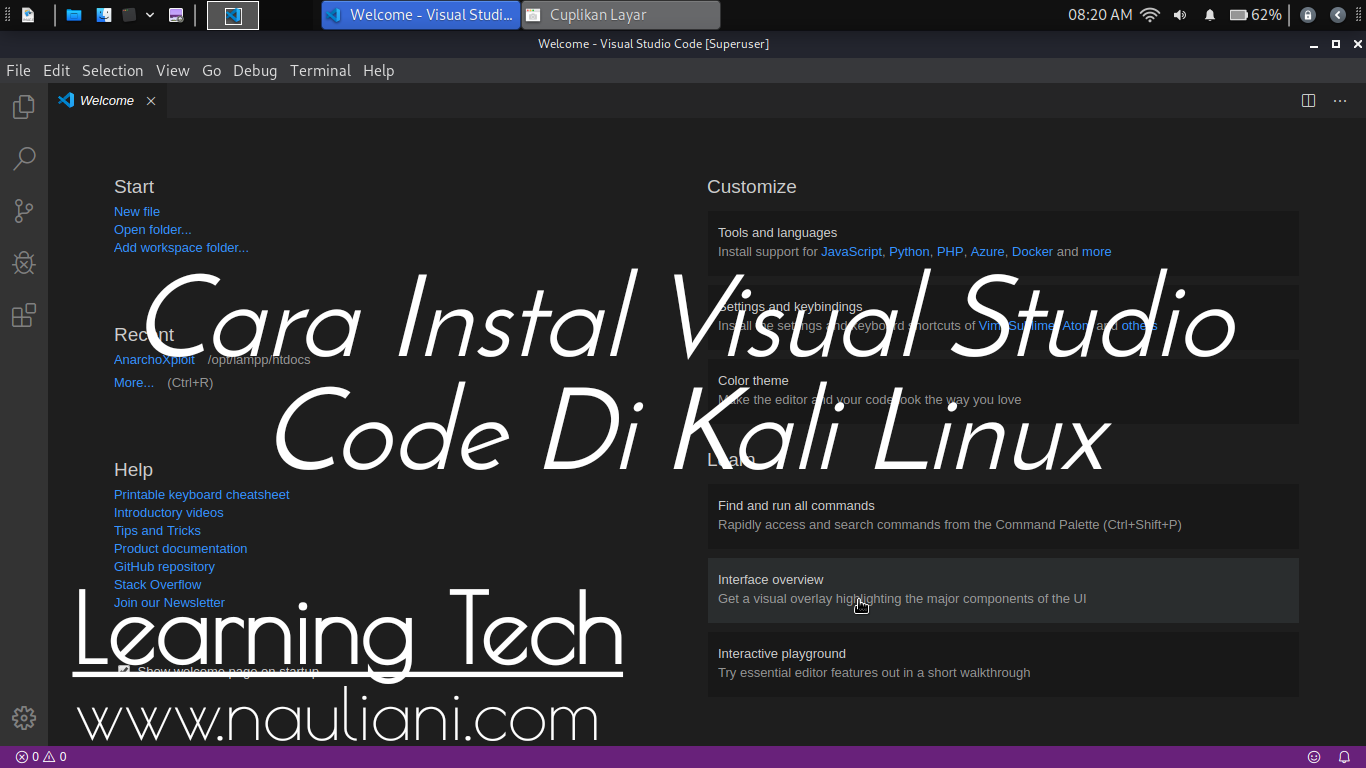 Welcome - Visual Studi...
Cuplikan Layar
08:20 AM
62%
Welcome - Visual Studio Code [Superuser]
File Edit Selection View Go Debug Terminal Help
Welcome
Start
New file
Open folder...
Add workspace folder...
Recent
AnarchoXploit /opt/lampp/htdocs
More... (Ctrl+R)
Help
Printable keyboard cheatsheet
Introductory videos
Tips and Tricks
Product documentation
GitHub repository
Stack Overflow
Join our Newsletter
Show welcome page on startup
Customize
Tools and languages
Install support for JavaScript, Python, PHP, Azure, Docker and more
Settings and keybindings
Install the settings and keyboard shortcuts of Vim, Sublime, Atom and others
Color theme
Make the editor and your code look the way you love
Learn
Find and run all commands
Rapidly access and search commands from the Command Palette (Ctrl+Shift+P)
Interface overview
Get a visual overlay highlighting the major components of the UI
Interactive playground
Try essential editor features out in a short walkthrough
Cara Instal Visual Studio
Code Di Kali Linux
Learning Tech
www.nauliani.com
0 0